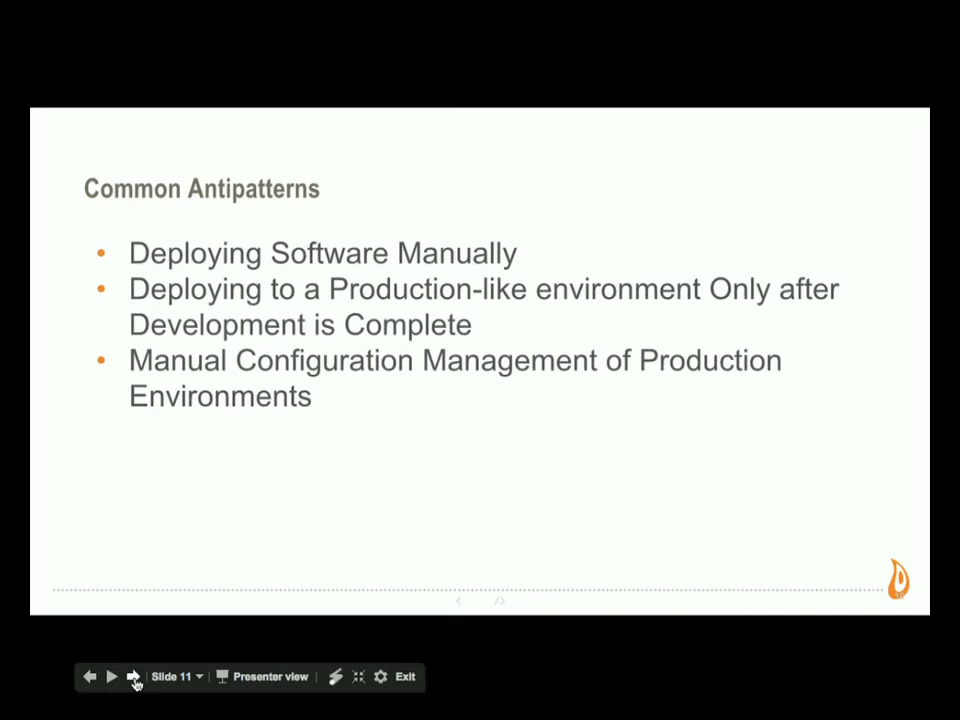 Common Antipatterns
• Deploying Software Manually
• Deploying to a Production-like environment Only after
Development is Complete
• Manual Configuration Management of Production
Environments
Slide 11
Presenter view
Exit